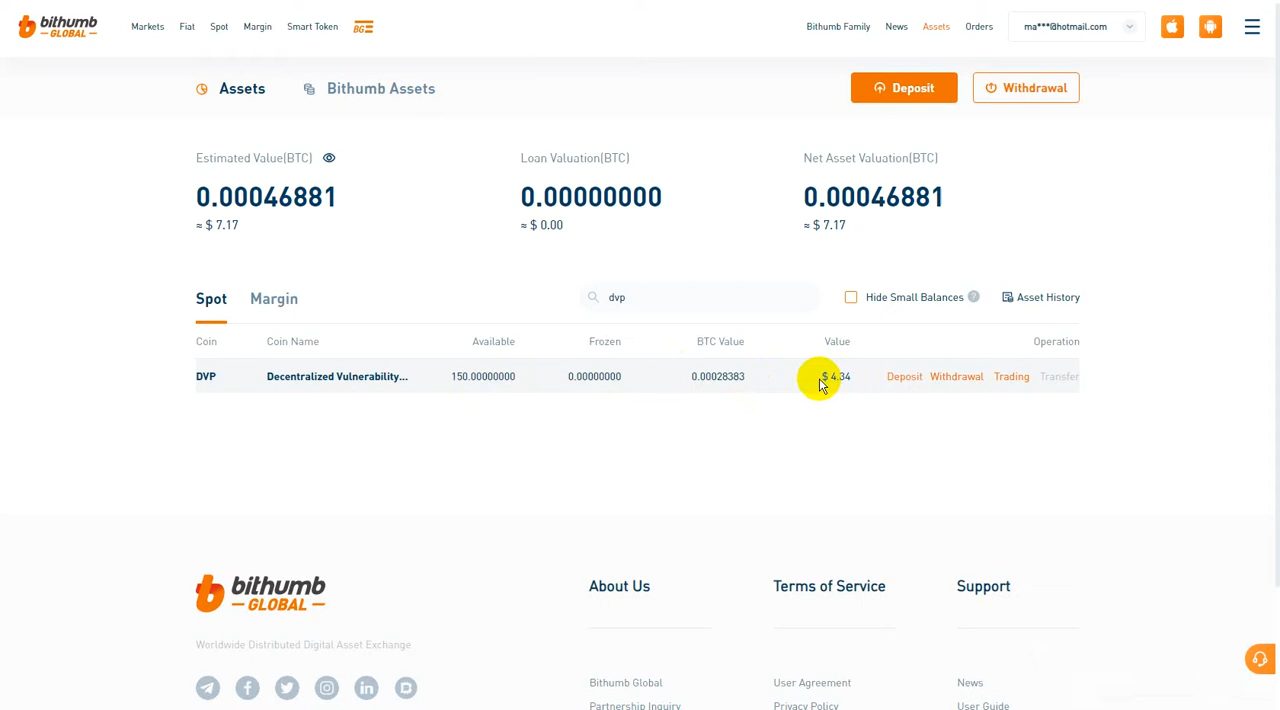 bithumb GLOBAL Markets Fiat Spot Margin Smart Token BG Bithumb Family News Assets Orders ma***@hotmail.com
Assets Bithumb Assets Deposit Withdrawal
Estimated Value(BTC) Loan Valuation(BTC) Net Asset Valuation(BTC)
0.00046881 0.00000000 0.00046881
≈ $ 7.17 ≈ $ 0.00 ≈ $ 7.17
Spot Margin dvp Hide Small Balances ? Asset History
Coin Coin Name Available Frozen BTC Value Value Operation
DVP Decentralized Vulnerability... 150.00000000 0.00000000 0.00028383 $ 4.34 Deposit Withdrawal Trading Transfer
bithumb GLOBAL About Us Terms of Service Support
Worldwide Distributed Digital Asset Exchange
Bithumb Global User Agreement News
Partnership Inquiry Privacy Policy User Guide